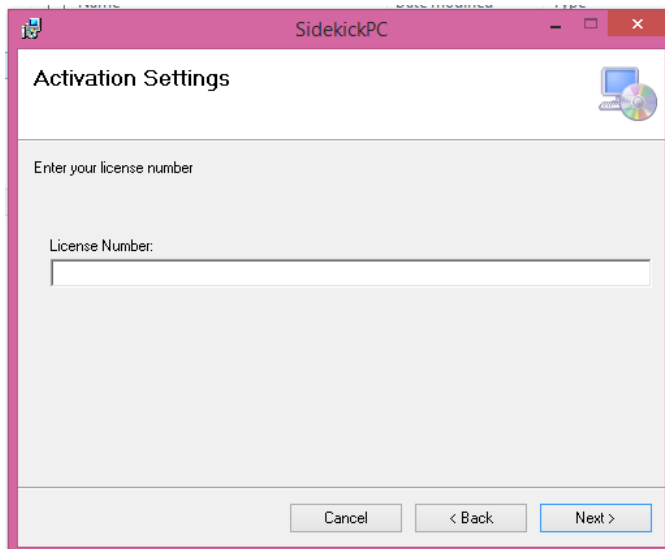 SidekickPC
Activation Settings
Enter your license number
License Number:
Cancel
< Back
Next >